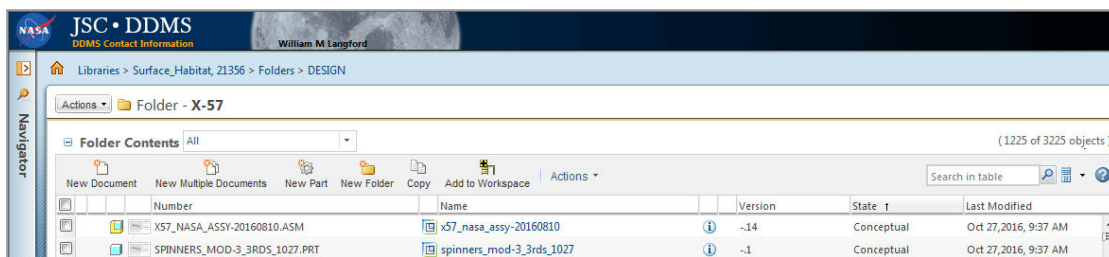 NASA
JSC • DDMS
DDMS Contact Information William M Langford
Libraries > Surface_Habitat, 21356 > Folders > DESIGN
Actions Folder - X-57
Navigator
Folder Contents All (1225 of 3225 objects)
New Document New Multiple Documents New Part New Folder Copy Add to Workspace Actions Search in table
Number Name Version State ↑ Last Modified
X57_NASA_ASSY-20160810.ASM x57_nasa_assy-20160810 -.14 Conceptual Oct 27,2016, 9:37 AM
SPINNERS_MOD-3_3RDS_1027.PRT spinners_mod-3_3rds_1027 -.1 Conceptual Oct 27,2016, 9:37 AM